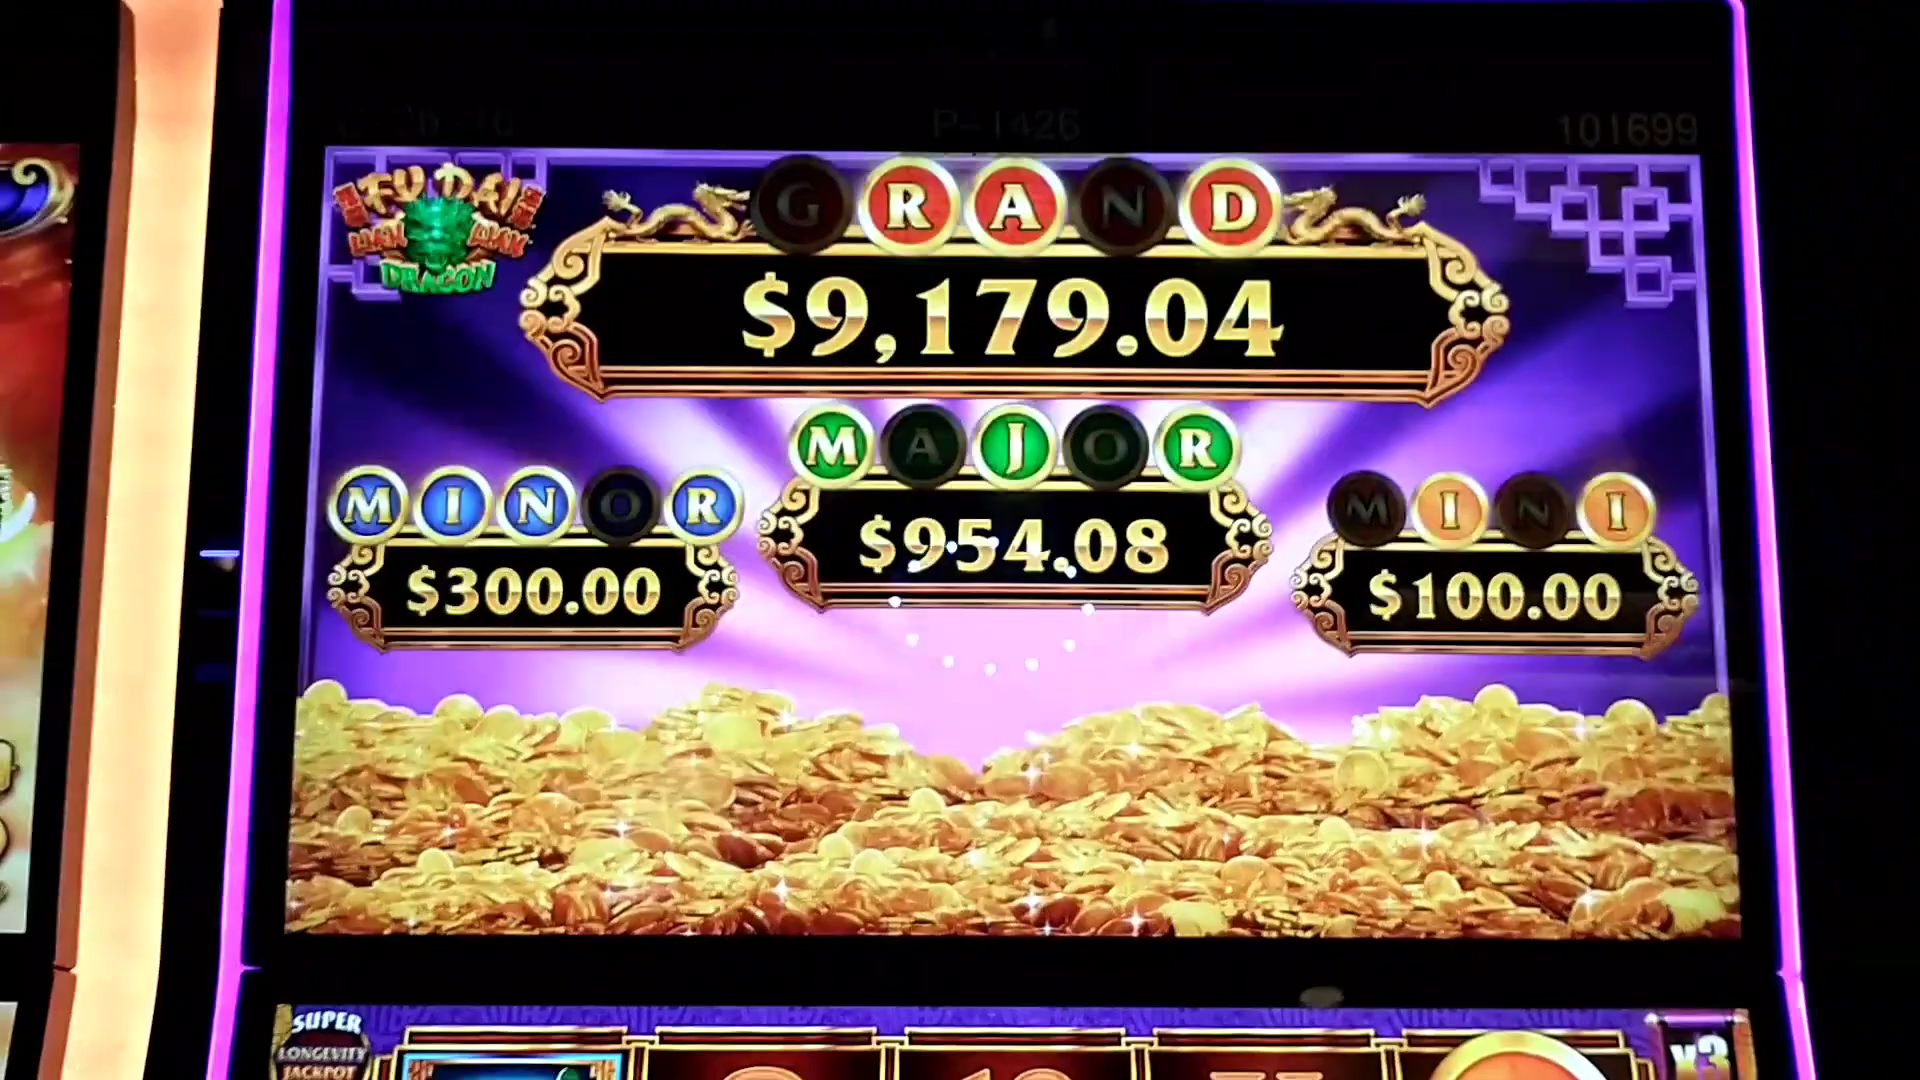 P-1426
101699
FU DAI
LIAN LIAN
DRAGON
GRAND
$9,179.04
MAJOR
$954.08
MINOR
$300.00
MINI
$100.00
SUPER
LONGEVITY
JACKPOT
x3